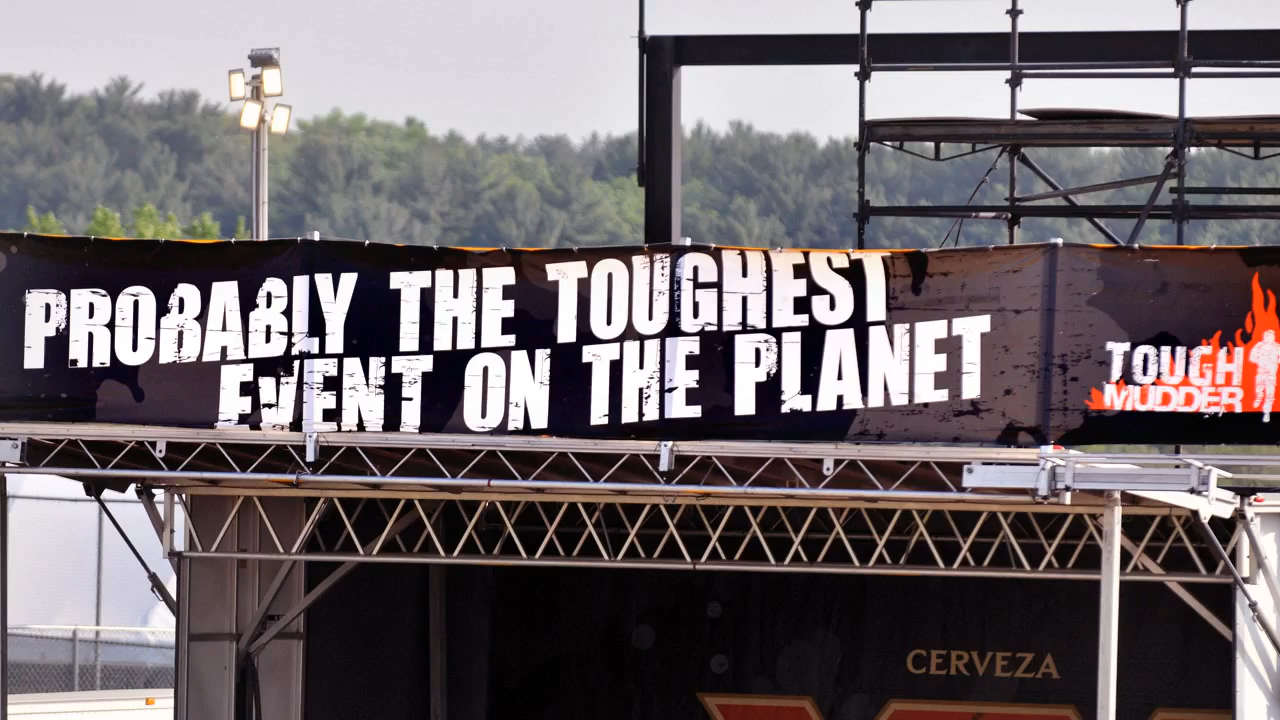 PROBABLY THE TOUGHEST
EVENT ON THE PLANET
TOUGH
MUDDER
CERVEZA